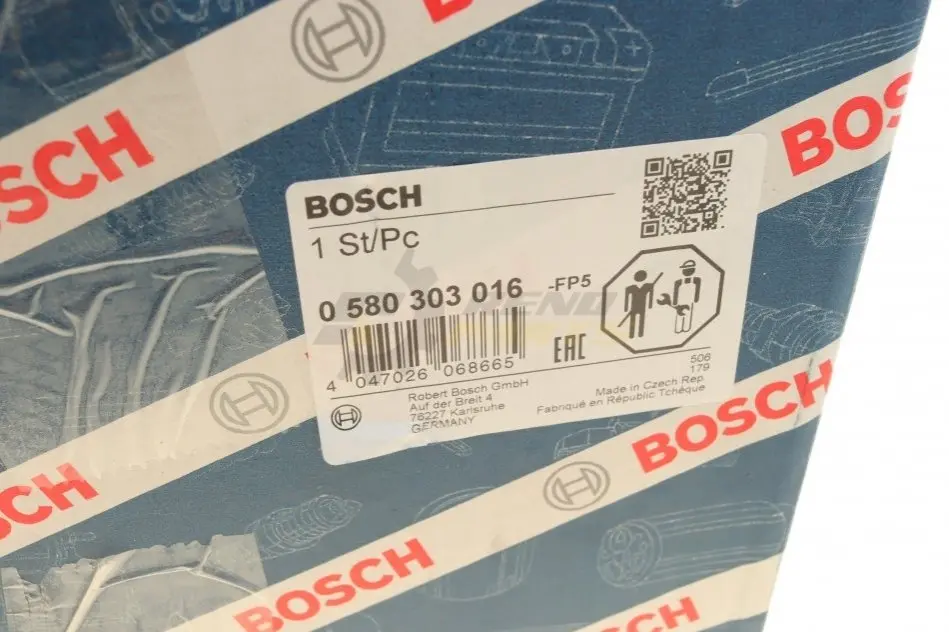 BOSCH
BOSCH
BOSCH
BOSCH
1 St/Pc
0 580 303 016 -FP5
4 047026 068665
EAC
Robert Bosch GmbH
Auf der Breit 4
76227 Karlsruhe
GERMANY
506
179
Made in Czech Rep.
Fabriqué en République Tchèque
BOSCH
BOSCH
BOSCH
BOSCH